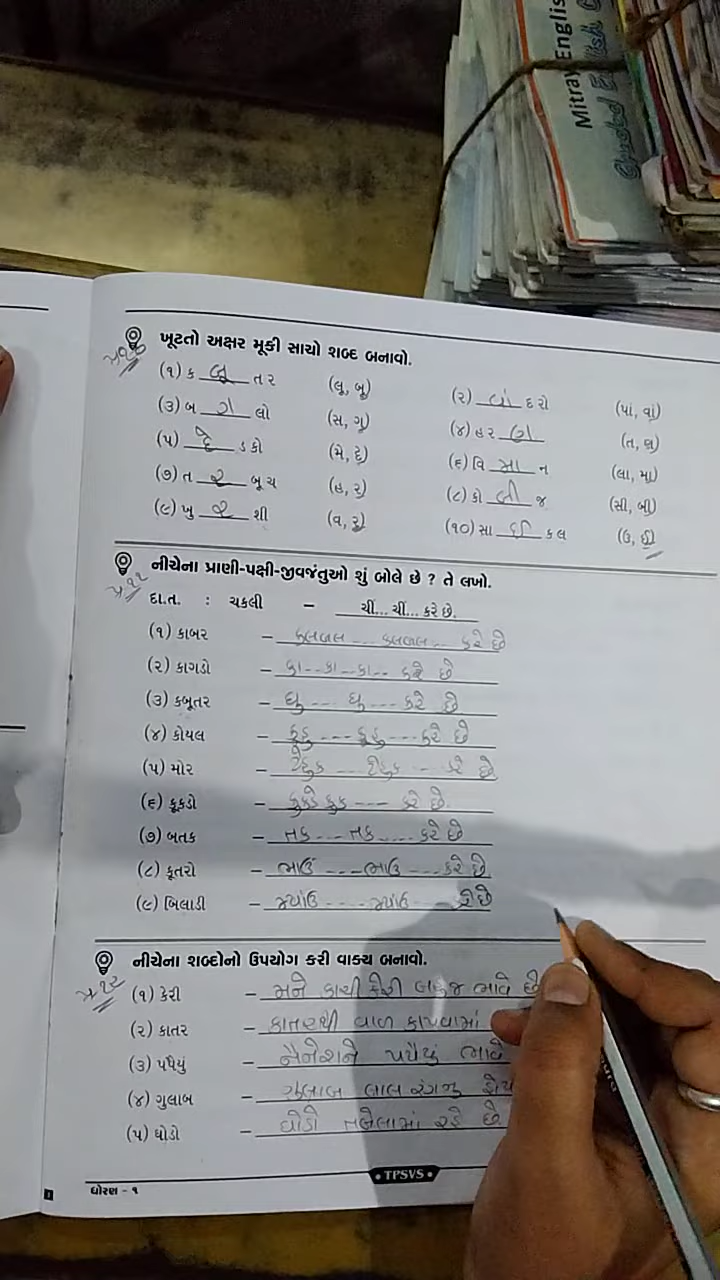 Mitray English
ખૂટતો અક્ષર મૂકી સાચો શબ્દ બનાવો.
(૧) ક બૂ તર (લૂ, બૂ) (૨) વાં દરો (પાં, વાં)
(૩) બ ગ લો (સ, ગ) (૪) હર ણ (ત, ણ)
(૫) દે ડકો (મે, દે) (૬) વિ મા ન (લા, મા)
(૭) ત ર બૂચ (હ, ર) (૮) કો બી જ (સી, બી)
(૯) ખુ ર શી (વ, ર) (૧૦) સા ઈ કલ (ઉ, ઈ)
નીચેના પ્રાણી-પક્ષી-જીવજંતુઓ શું બોલે છે ? તે લખો.
દા.ત. : ચકલી – ચીં... ચીં... કરે છે.
(૧) કાબર – કલબલ ... કલબલ... કરે છે
(૨) કાગડો – કા...કા...કા... કરે છે
(૩) કબૂતર – ઘુ ... ઘુ ... કરે છે
(૪) કોયલ – કુહુ ... કુહુ ... કરે છે
(૫) મોર – ટેહુક ... ટેહુક ... કરે છે
(૬) કૂકડો – કુકડે કુક ... કરે છે.
(૭) બતક – તક ... તક ... કરે છે
(૮) કૂતરો – ભાઉ ... ભાઉ ... કરે છે.
(૯) બિલાડી – મ્યાંઉ ... મ્યાંઉ ... કરે છે
નીચેના શબ્દોનો ઉપયોગ કરી વાક્ય બનાવો.
(૧) કેરી – મને કાચી કેરી બહુજ ભાવે છે
(૨) કાતર – કાતરથી વાળ કાપવામાં
(૩) પપૈયું – નૈનેશને પપૈયું ભાવે
(૪) ગુલાબ – ગુલાબ લાલ રંગનુ હોય
(૫) ઘોડો – ઘોડો તબેલામાં રહે છે
• TPSVS •
ધોરણ - ૧